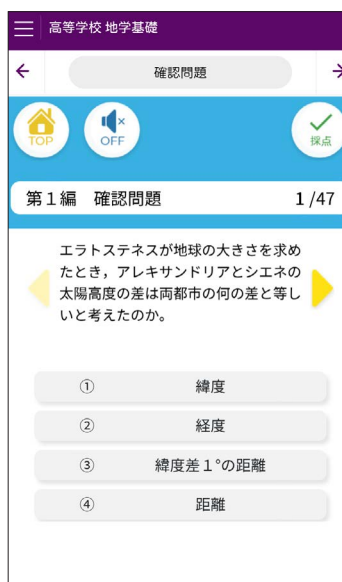 高等学校 地学基礎
確認問題
TOP
OFF
採点
第１編　確認問題
1 /47
エラトステネスが地球の大きさを求め
たとき，アレキサンドリアとシエネの
太陽高度の差は両都市の何の差と等し
いと考えたのか。
① 緯度
② 経度
③ 緯度差１°の距離
④ 距離